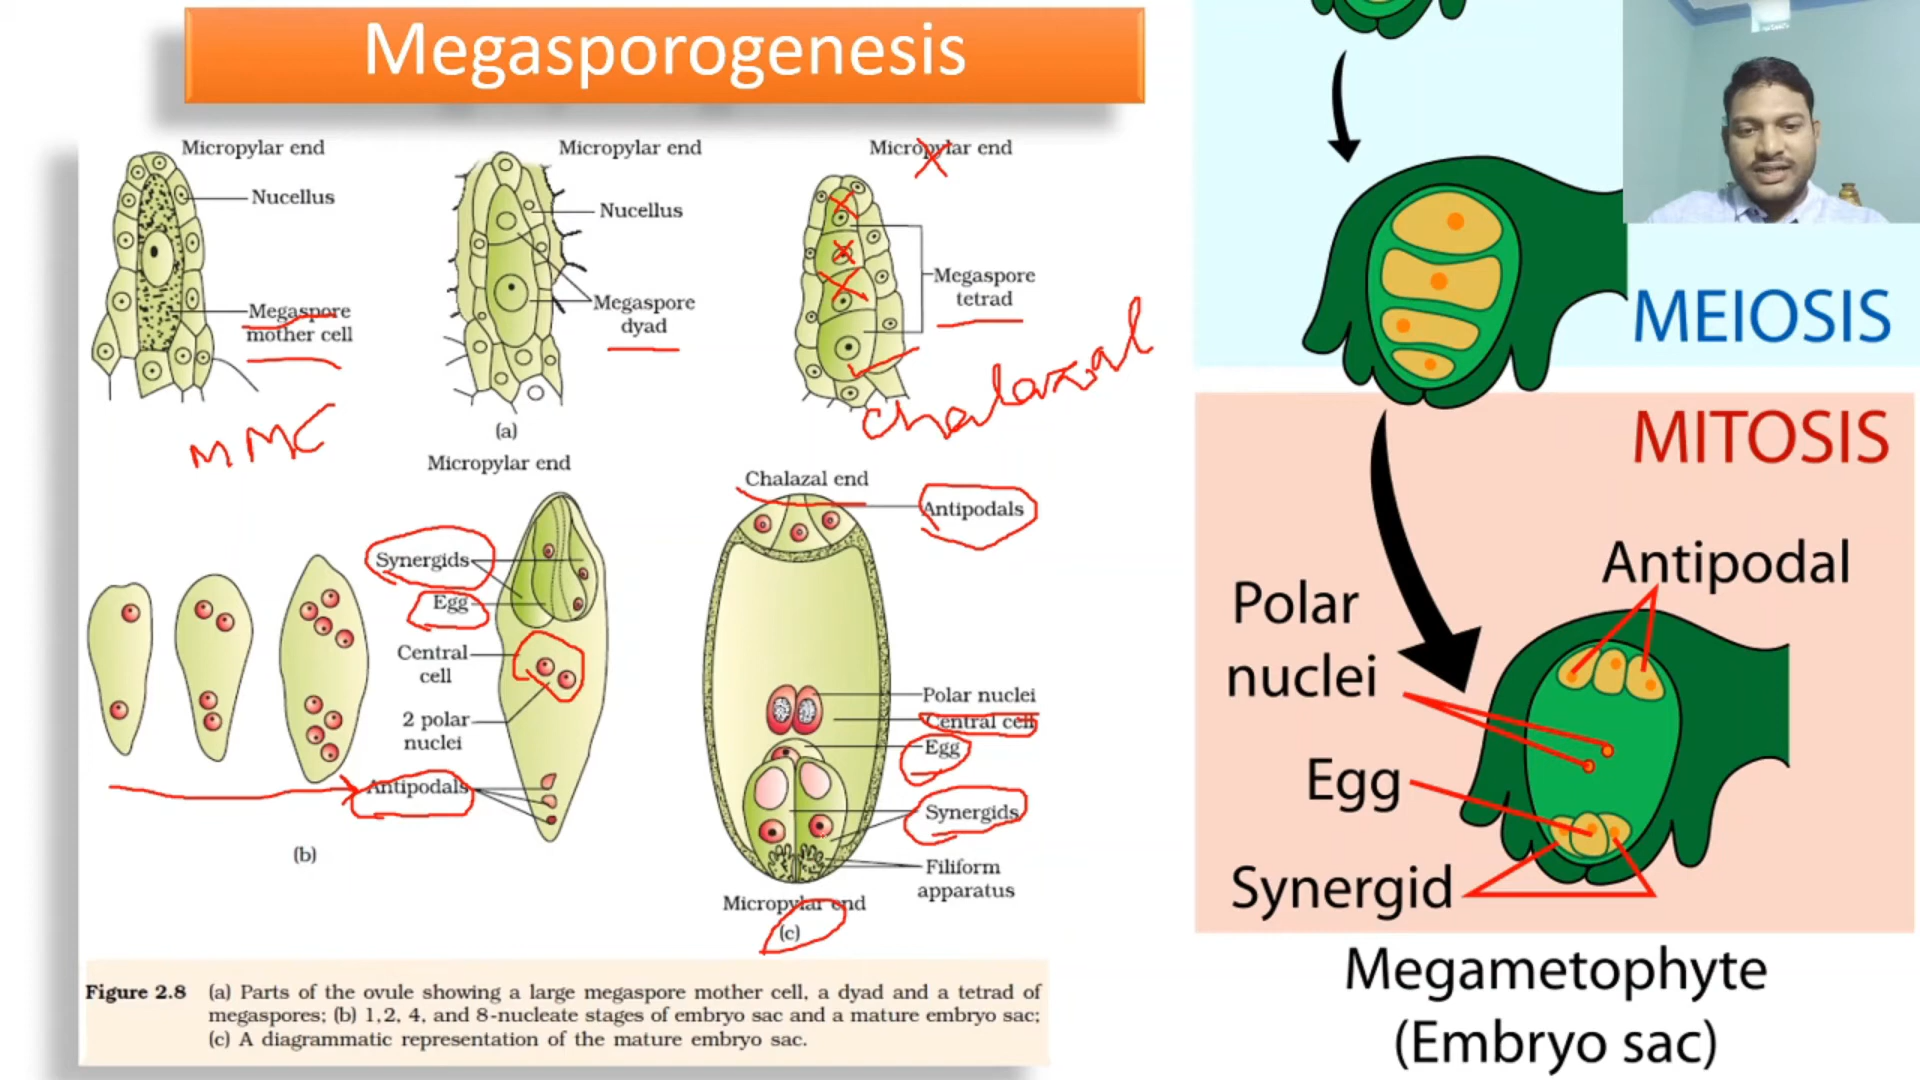 Megasporogenesis
Micropylar end
Nucellus
Megaspore
mother cell
MMC
Micropylar end
Nucellus
Megaspore
dyad
(a)
Micropylar end
Megaspore
tetrad
Chalazal
Micropylar end
Synergids
Egg
Central
cell
2 polar
nuclei
Antipodals
(b)
Chalazal end
Antipodals
Polar nuclei
Central cell
Egg
Synergids
Filiform
apparatus
Micropylar end
(c)
Figure 2.8 (a) Parts of the ovule showing a large megaspore mother cell, a dyad and a tetrad of
megaspores; (b) 1,2, 4, and 8-nucleate stages of embryo sac and a mature embryo sac;
(c) A diagrammatic representation of the mature embryo sac.
MEIOSIS
MITOSIS
Antipodal
Polar
nuclei
Egg
Synergid
Megametophyte
(Embryo sac)